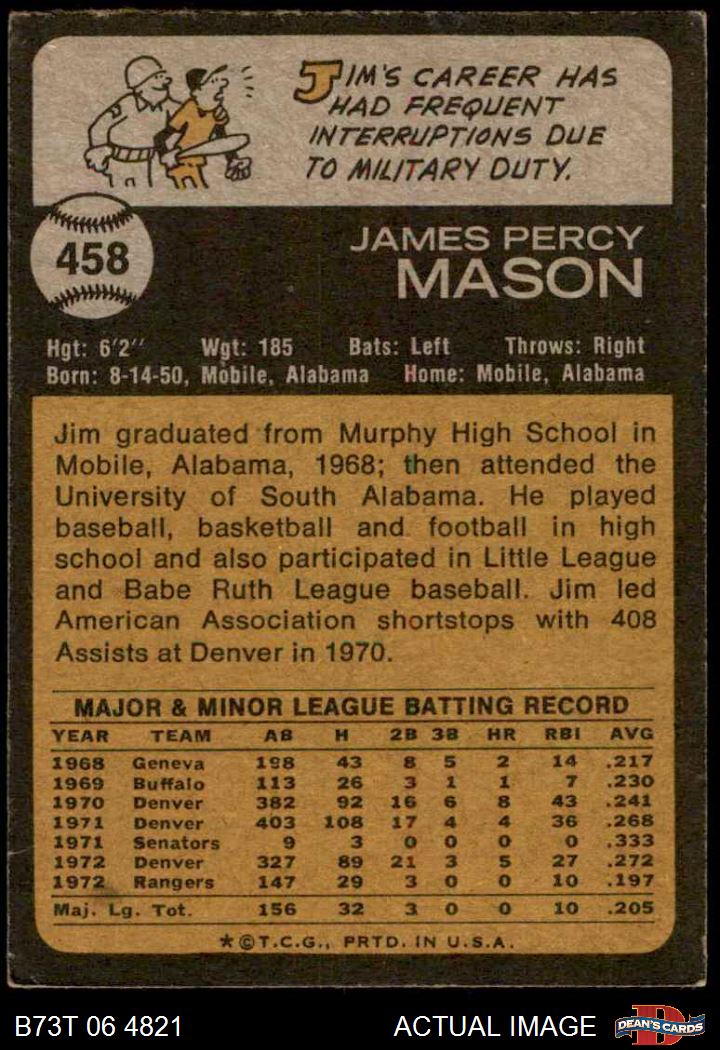 JIM'S CAREER HAS
HAD FREQUENT
INTERRUPTIONS DUE
TO MILITARY DUTY.
458
JAMES PERCY
MASON
Hgt: 6'2" Wgt: 185 Bats: Left Throws: Right
Born: 8-14-50, Mobile, Alabama Home: Mobile, Alabama
Jim graduated from Murphy High School in
Mobile, Alabama, 1968; then attended the
University of South Alabama. He played
baseball, basketball and football in high
school and also participated in Little League
and Babe Ruth League baseball. Jim led
American Association shortstops with 408
Assists at Denver in 1970.
MAJOR & MINOR LEAGUE BATTING RECORD
YEAR TEAM AB H 2B 3B HR RBI AVG
1968 Geneva 198 43 8 5 2 14 .217
1969 Buffalo 113 26 3 1 1 7 .230
1970 Denver 382 92 16 6 8 43 .241
1971 Denver 403 108 17 4 4 36 .268
1971 Senators 9 3 0 0 0 0 .333
1972 Denver 327 89 21 3 5 27 .272
1972 Rangers 147 29 3 0 0 10 .197
Maj. Lg. Tot. 156 32 3 0 0 10 .205
★©T.C.G., PRTD. IN U.S.A.
B73T 06 4821 ACTUAL IMAGE D DEAN'S CARDS